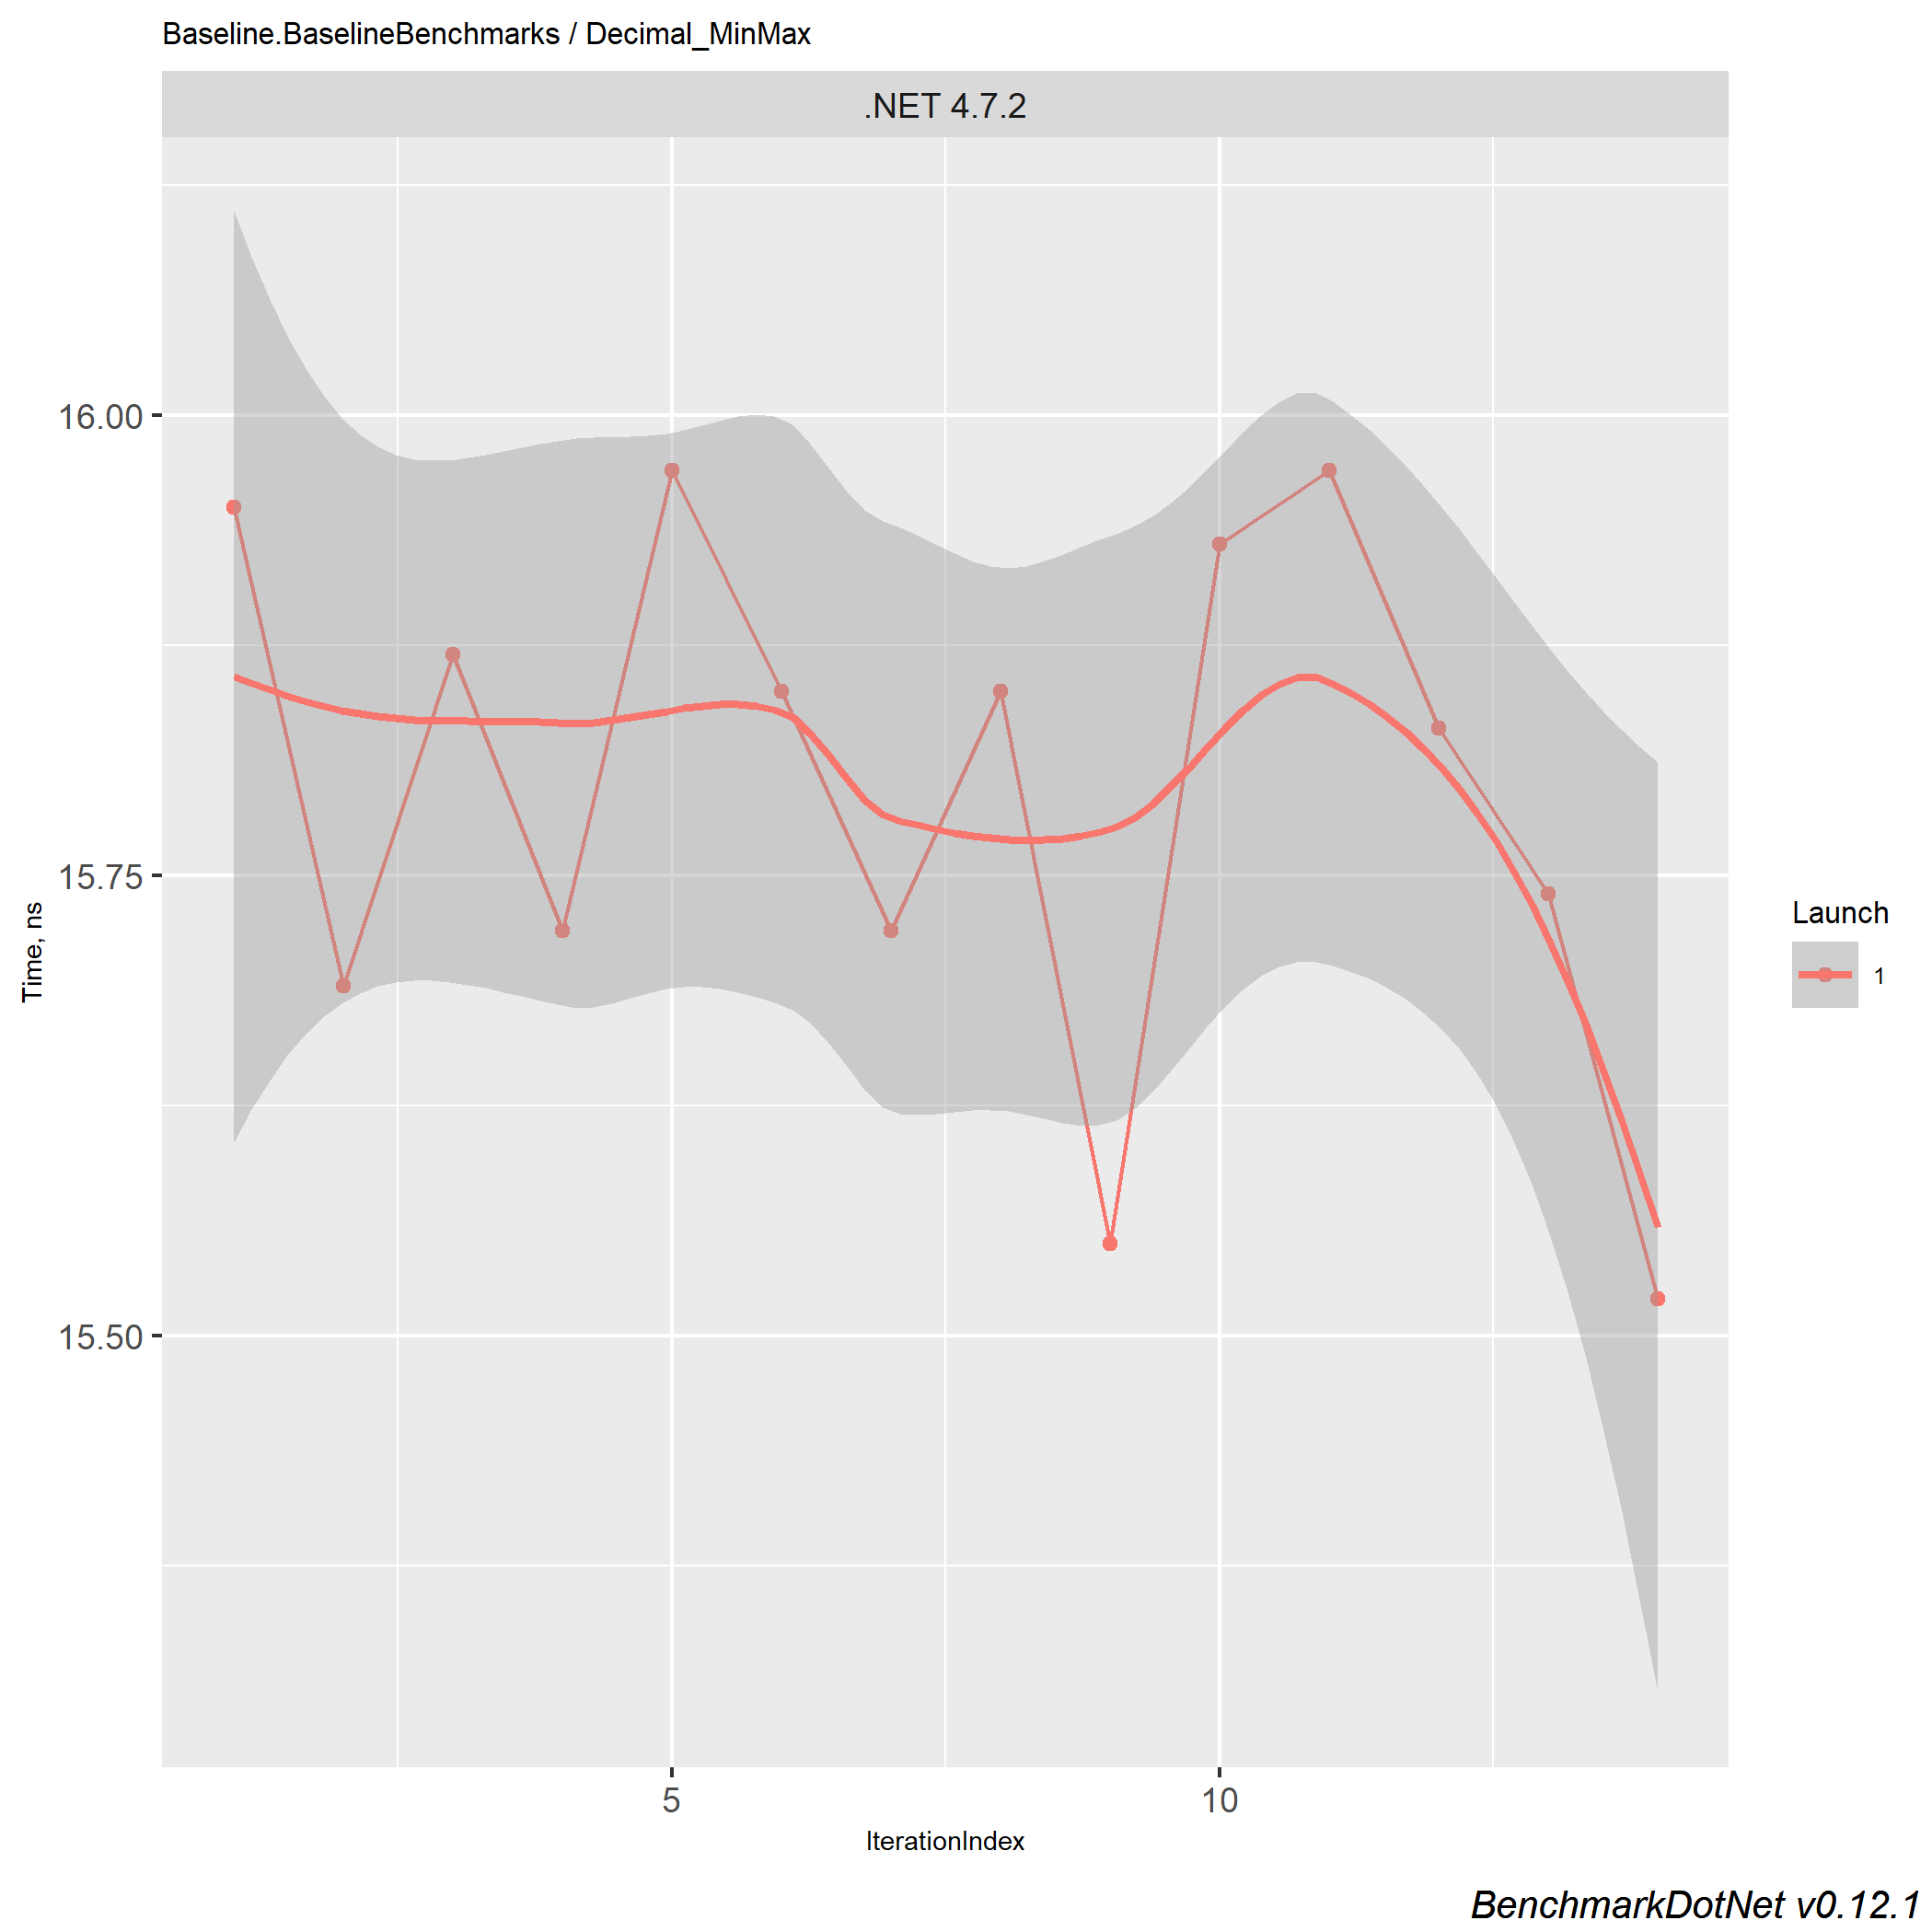 Baseline.BaselineBenchmarks / Decimal_MinMax
.NET 4.7.2
16.00
15.75
15.50
Time, ns
5
10
IterationIndex
Launch
1
BenchmarkDotNet v0.12.1